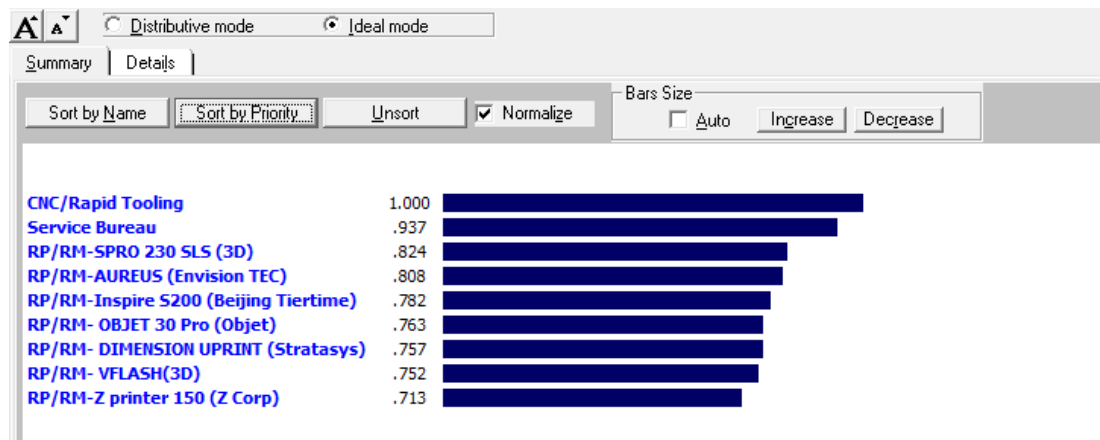 A A Distributive mode Ideal mode
Summary Details
Bars Size
Sort by Name Sort by Priority Unsort Normalize Auto Increase Decrease
CNC/Rapid Tooling 1.000
Service Bureau .937
RP/RM-SPRO 230 SLS (3D) .824
RP/RM-AUREUS (Envision TEC) .808
RP/RM-Inspire S200 (Beijing Tiertime) .782
RP/RM- OBJET 30 Pro (Objet) .763
RP/RM- DIMENSION UPRINT (Stratasys) .757
RP/RM- VFLASH(3D) .752
RP/RM-Z printer 150 (Z Corp) .713